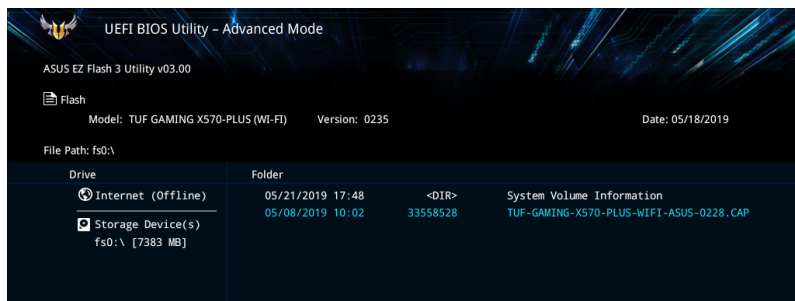 UEFI BIOS Utility – Advanced Mode
ASUS EZ Flash 3 Utility v03.00
Flash
Model: TUF GAMING X570-PLUS (WI-FI) Version: 0235 Date: 05/18/2019
File Path: fs0:\
Drive Folder
Internet (Offline) 05/21/2019 17:48 <DIR> System Volume Information
05/08/2019 10:02 33558528 TUF-GAMING-X570-PLUS-WIFI-ASUS-0228.CAP
Storage Device(s)
fs0:\ [7383 MB]